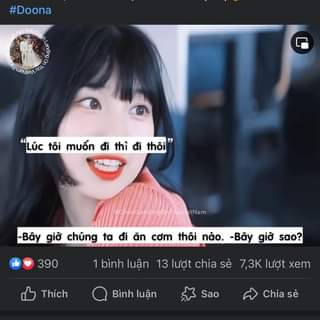 #Doona
“Lúc tôi muốn đi thì đi thôi”
-Bây giờ chúng ta đi ăn cơm thôi nào. -Bây giờ sao?
390
1 bình luận 13 lượt chia sẻ 7,3K lượt xem
Thích Bình luận Sao Chia sẻ